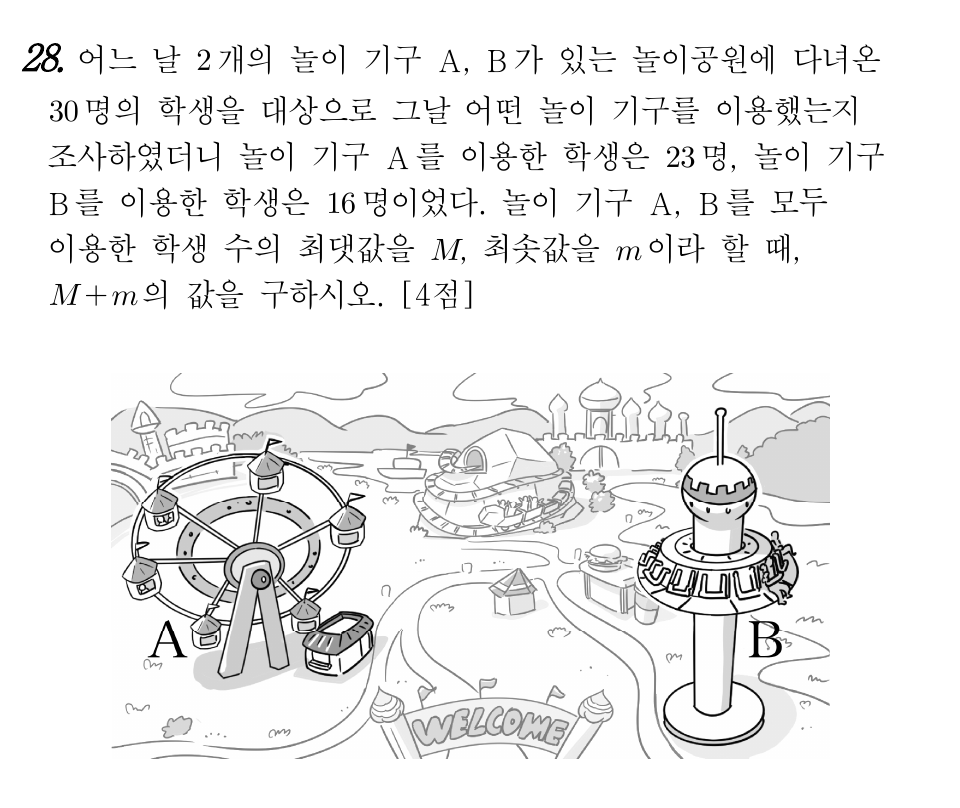 28. 어느 날 2개의 놀이 기구 A, B가 있는 놀이공원에 다녀온
30명의 학생을 대상으로 그날 어떤 놀이 기구를 이용했는지
조사하였더니 놀이 기구 A를 이용한 학생은 23명, 놀이 기구
B를 이용한 학생은 16명이었다. 놀이 기구 A, B를 모두
이용한 학생 수의 최댓값을 M, 최솟값을 m이라 할 때,
M+m의 값을 구하시오. [4점]
A
B
WELCOME